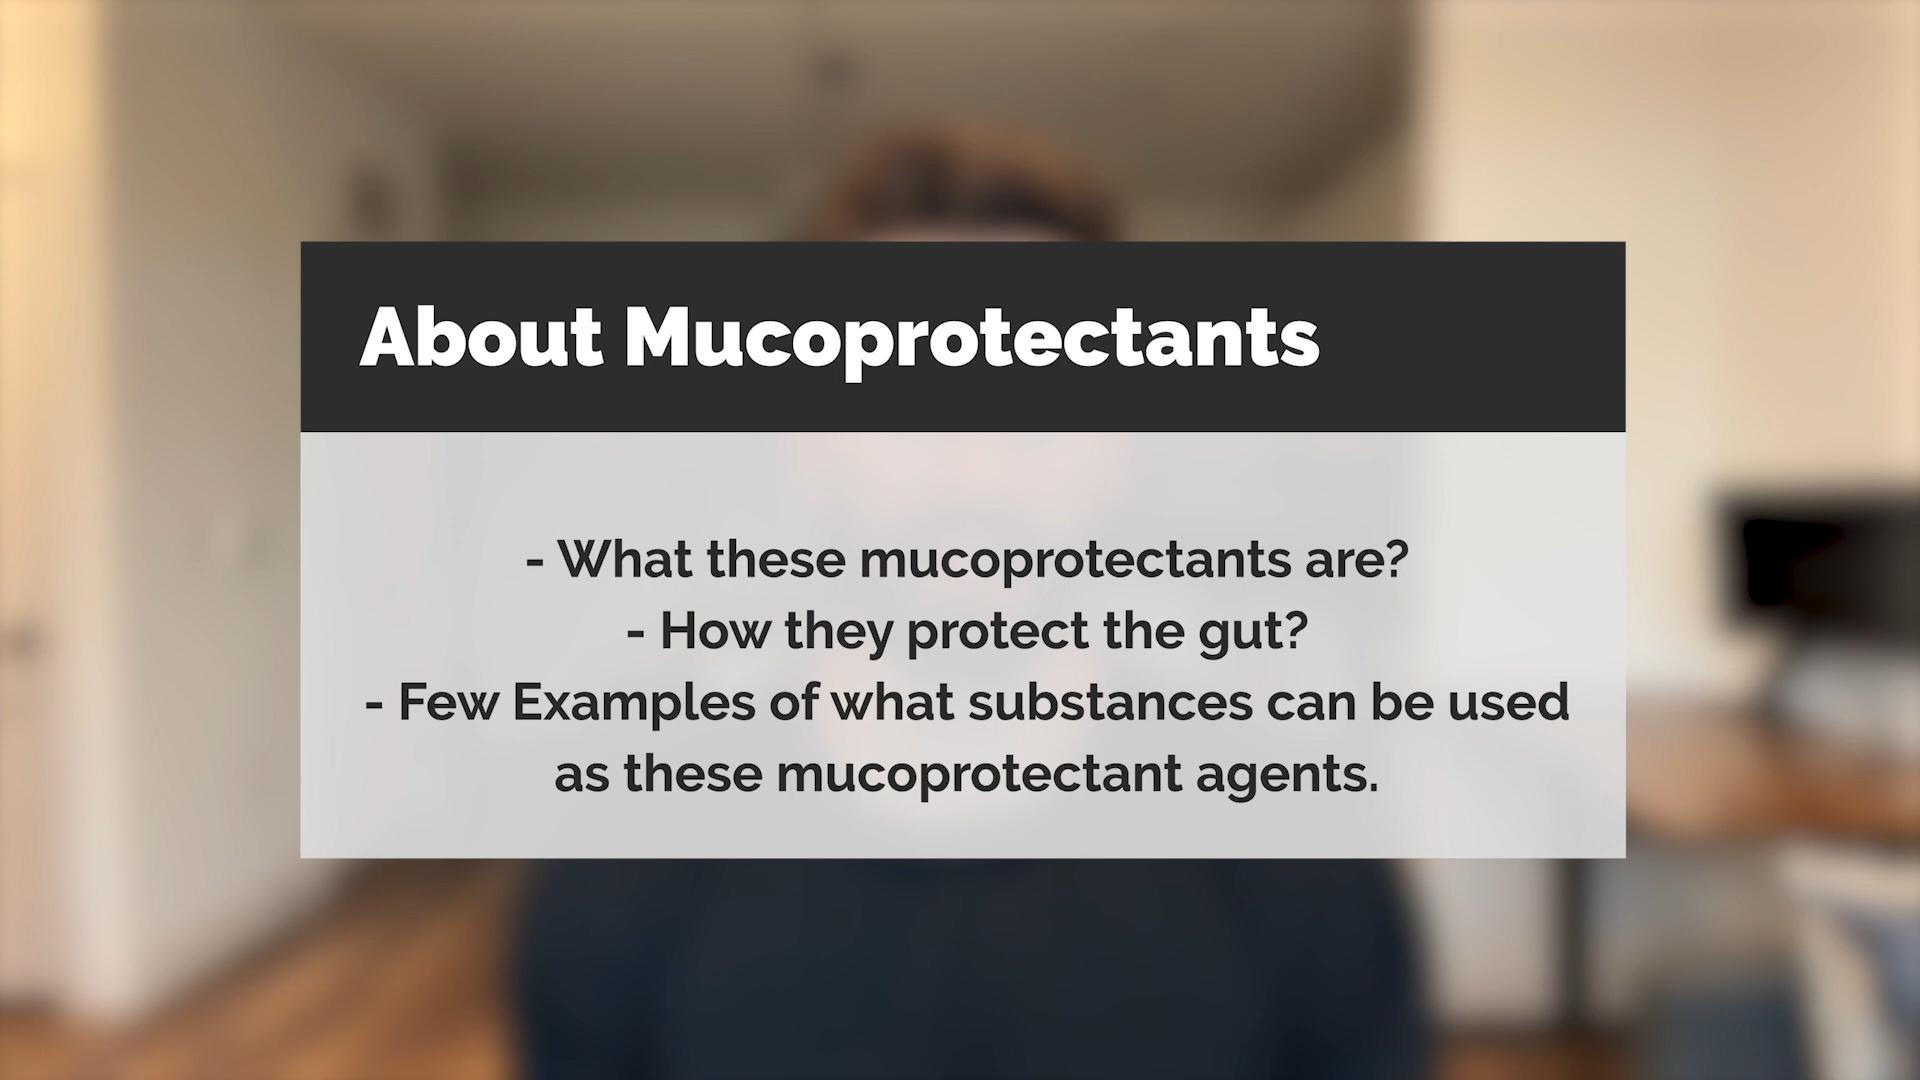 About Mucoprotectants
- What these mucoprotectants are?
- How they protect the gut?
- Few Examples of what substances can be used
as these mucoprotectant agents.